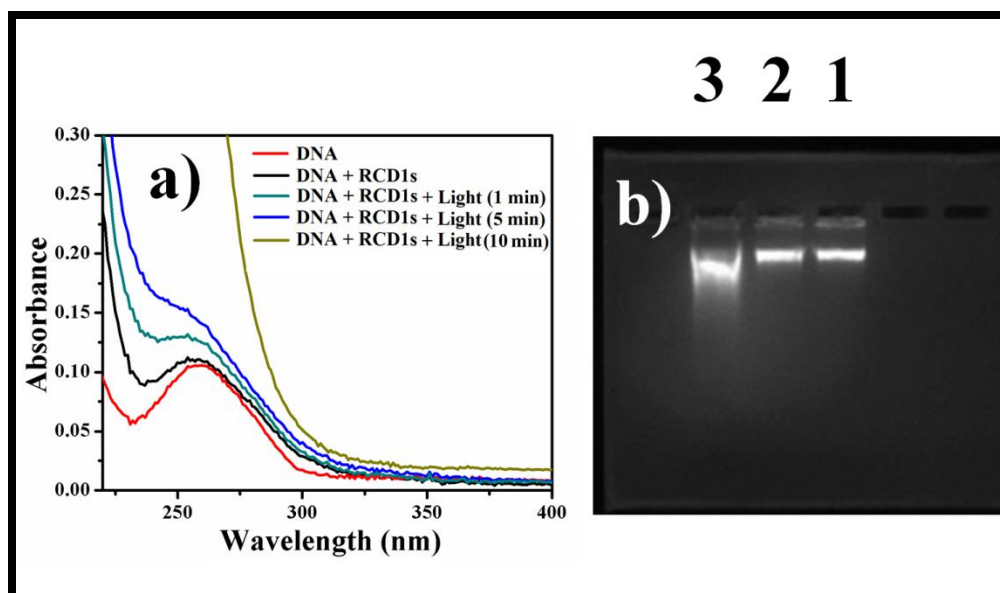 3 2 1
a)
DNA
DNA + RCD1s
DNA + RCD1s + Light (1 min)
DNA + RCD1s + Light (5 min)
DNA + RCD1s + Light (10 min)
0.30
0.25
0.20
0.15
0.10
0.05
0.00
Absorbance
250 300 350 400
Wavelength (nm)
b)